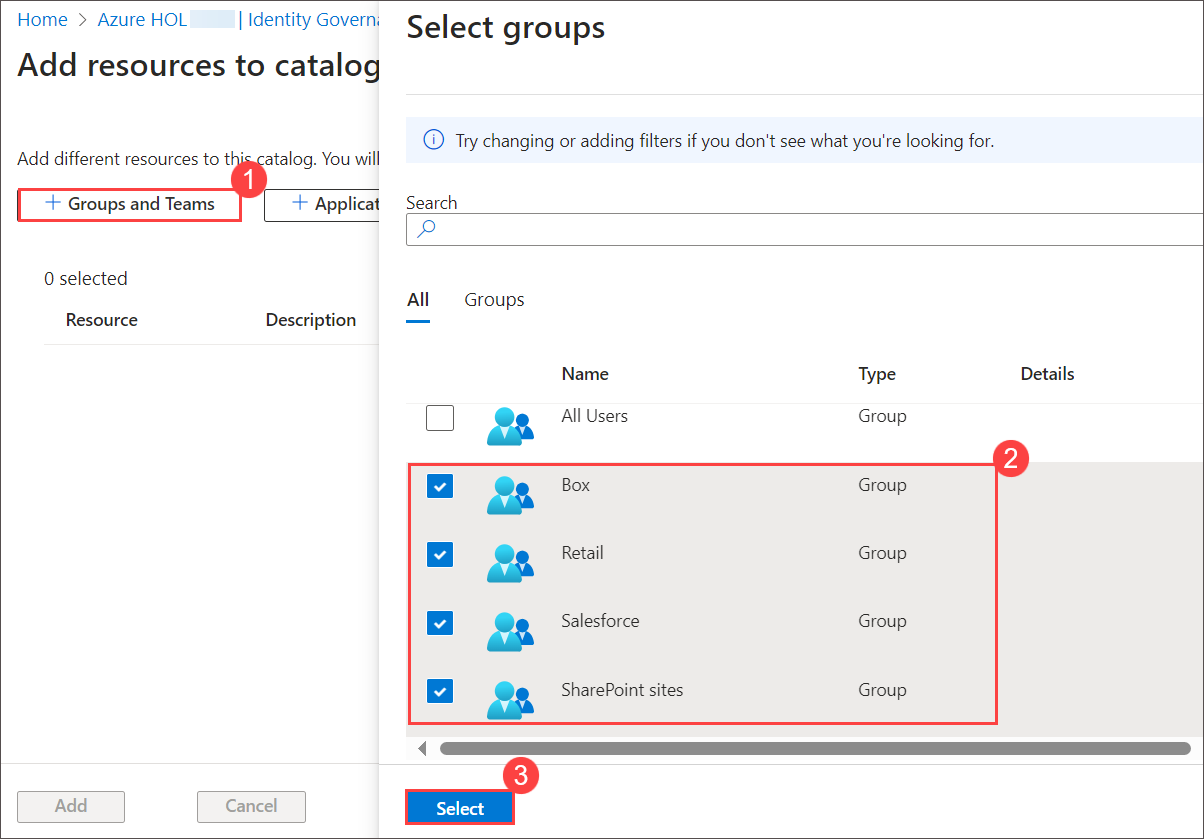 Home > Azure HOL | Identity Governa
Add resources to catalog
Add different resources to this catalog. You will
1
+ Groups and Teams
+ Applicat
0 selected
Resource Description
Add Cancel
Select groups
Try changing or adding filters if you don't see what you're looking for.
Search
All Groups
Name Type Details
All Users Group
2
Box Group
Retail Group
Salesforce Group
SharePoint sites Group
3
Select